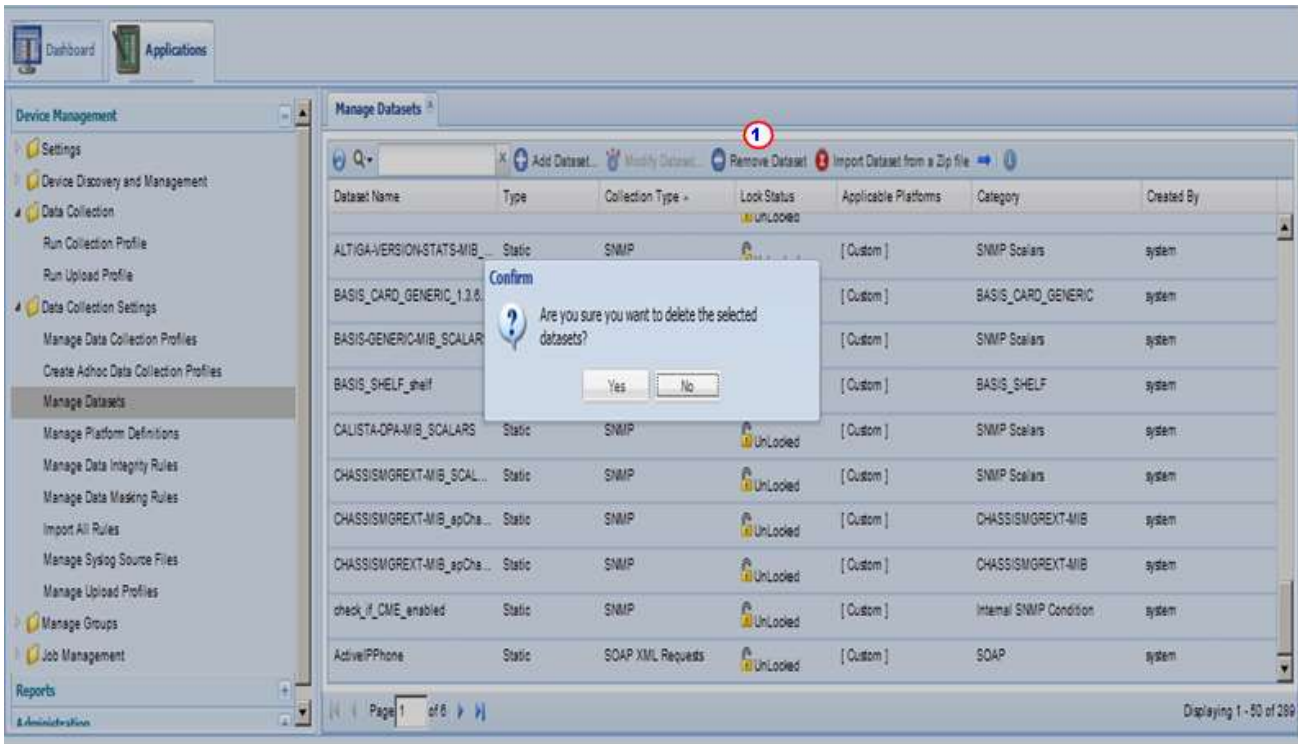 Dashboard
Applications
Device Management
Settings
Device Discovery and Management
Data Collection
Run Collection Profile
Run Upload Profile
Data Collection Settings
Manage Data Collection Profiles
Create Adhoc Data Collection Profiles
Manage Datasets
Manage Platform Definitions
Manage Data Integrity Rules
Manage Data Masking Rules
Import All Rules
Manage Syslog Source Files
Manage Upload Profiles
Manage Groups
Job Management
Reports
Administration
Manage Datasets
1
Add Dataset... Modify Dataset... Remove Dataset Import Dataset from a Zip file
Dataset Name Type Collection Type Lock Status Applicable Platforms Category Created By
UnLocked
ALTIGA-VERSION-STATS-MIB_... Static SNMP [ Custom ] SNMP Scalars system
BASIS_CARD_GENERIC_1.3.6. [ Custom ] BASIS_CARD_GENERIC system
BASIS-GENERIC-MIB_SCALAR [ Custom ] SNMP Scalars system
BASIS_SHELF_shelf [ Custom ] BASIS_SHELF system
CALISTA-DPA-MIB_SCALARS Static SNMP UnLocked [ Custom ] SNMP Scalars system
CHASSISMGREXT-MIB_SCAL... Static SNMP UnLocked [ Custom ] SNMP Scalars system
CHASSISMGREXT-MIB_apCha... Static SNMP UnLocked [ Custom ] CHASSISMGREXT-MIB system
CHASSISMGREXT-MIB_apCha... Static SNMP UnLocked [ Custom ] CHASSISMGREXT-MIB system
check_if_CME_enabled Static SNMP UnLocked [ Custom ] Internal SNMP Condition system
ActiveIPPhone Static SOAP XML Requests UnLocked [ Custom ] SOAP system
Confirm
Are you sure you want to delete the selected
datasets?
Yes No
Page 1 of 6
Displaying 1 - 50 of 289